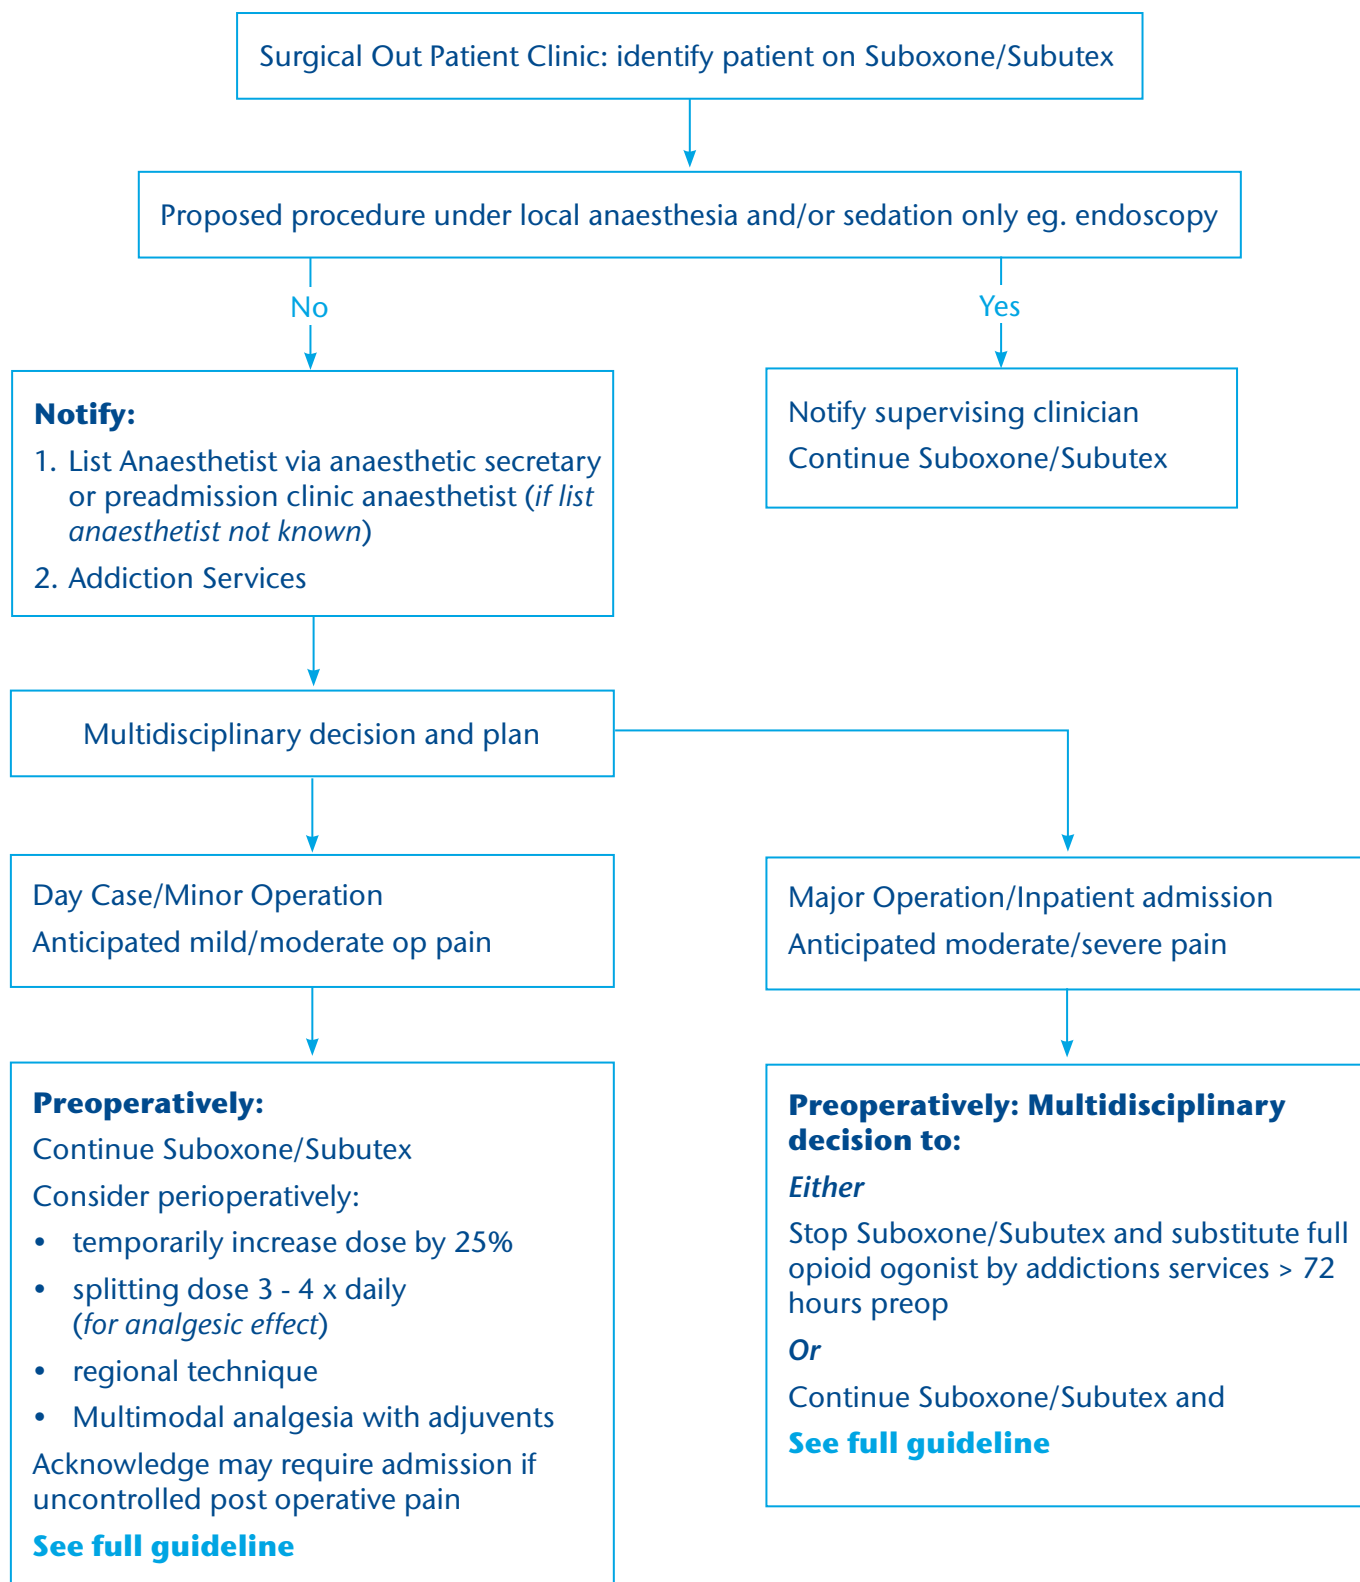 Surgical Out Patient Clinic: identify patient on Suboxone/Subutex
Proposed procedure under local anaesthesia and/or sedation only eg. endoscopy
No
Yes
Notify:
1. List Anaesthetist via anaesthetic secretary
or preadmission clinic anaesthetist (if list
anaesthetist not known)
2. Addiction Services
Notify supervising clinician
Continue Suboxone/Subutex
Multidisciplinary decision and plan
Day Case/Minor Operation
Anticipated mild/moderate op pain
Major Operation/Inpatient admission
Anticipated moderate/severe pain
Preoperatively:
Continue Suboxone/Subutex
Consider perioperatively:
• temporarily increase dose by 25%
• splitting dose 3 - 4 x daily
(for analgesic effect)
• regional technique
• Multimodal analgesia with adjuvents
Acknowledge may require admission if
uncontrolled post operative pain
See full guideline
Preoperatively: Multidisciplinary
decision to:
Either
Stop Suboxone/Subutex and substitute full
opioid ogonist by addictions services > 72
hours preop
Or
Continue Suboxone/Subutex and
See full guideline